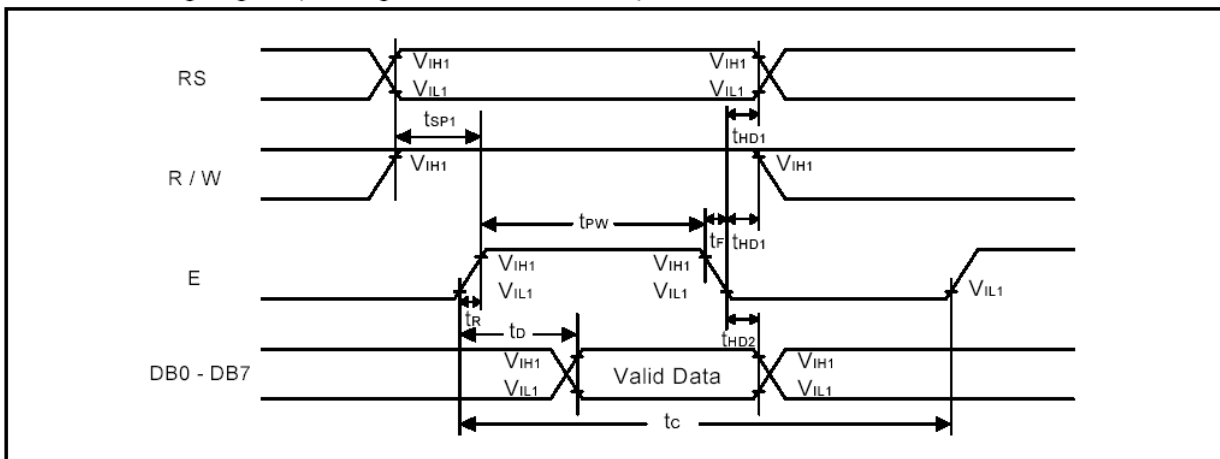 RS
VIH1
VIH1
VIL1
VIL1
tSP1
tHD1
R / W
VIH1
VIH1
tPW
tF
tHD1
E
VIH1
VIH1
VIL1
VIL1
VIL1
tR
tD
tHD2
DB0 - DB7
VIH1
Valid Data
VIH1
VIL1
VIL1
tC